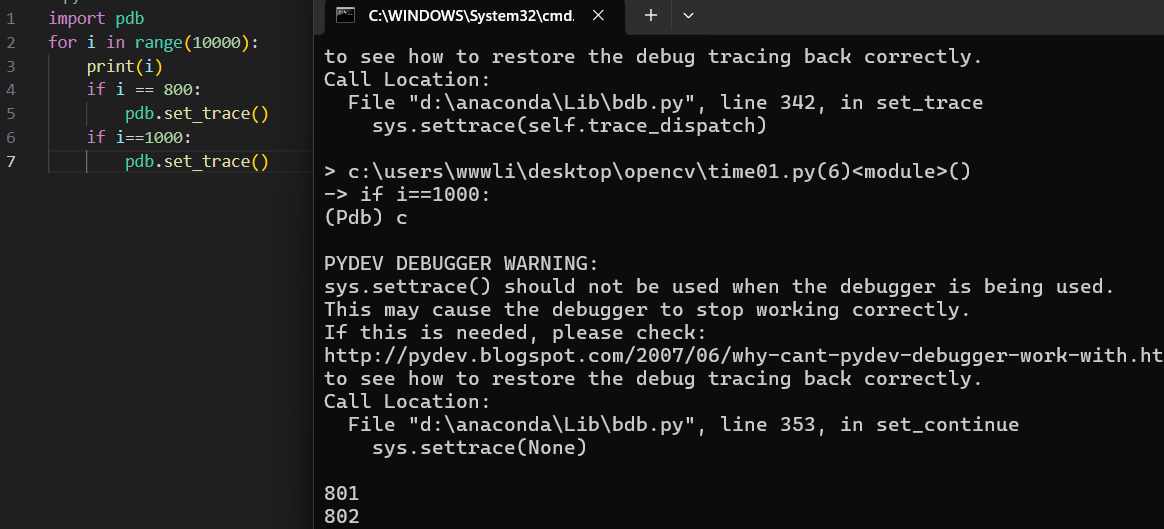 1 import pdb
2 for i in range(10000):
3 print(i)
4 if i == 800:
5 pdb.set_trace()
6 if i==1000:
7 pdb.set_trace()
C:\WINDOWS\System32\cmd.
to see how to restore the debug tracing back correctly.
Call Location:
File "d:\anaconda\Lib\bdb.py", line 342, in set_trace
sys.settrace(self.trace_dispatch)
> c:\users\wwwli\desktop\opencv\time01.py(6)<module>()
-> if i==1000:
(Pdb) c
PYDEV DEBUGGER WARNING:
sys.settrace() should not be used when the debugger is being used.
This may cause the debugger to stop working correctly.
If this is needed, please check:
http://pydev.blogspot.com/2007/06/why-cant-pydev-debugger-work-with.ht
to see how to restore the debug tracing back correctly.
Call Location:
File "d:\anaconda\Lib\bdb.py", line 353, in set_continue
sys.settrace(None)
801
802